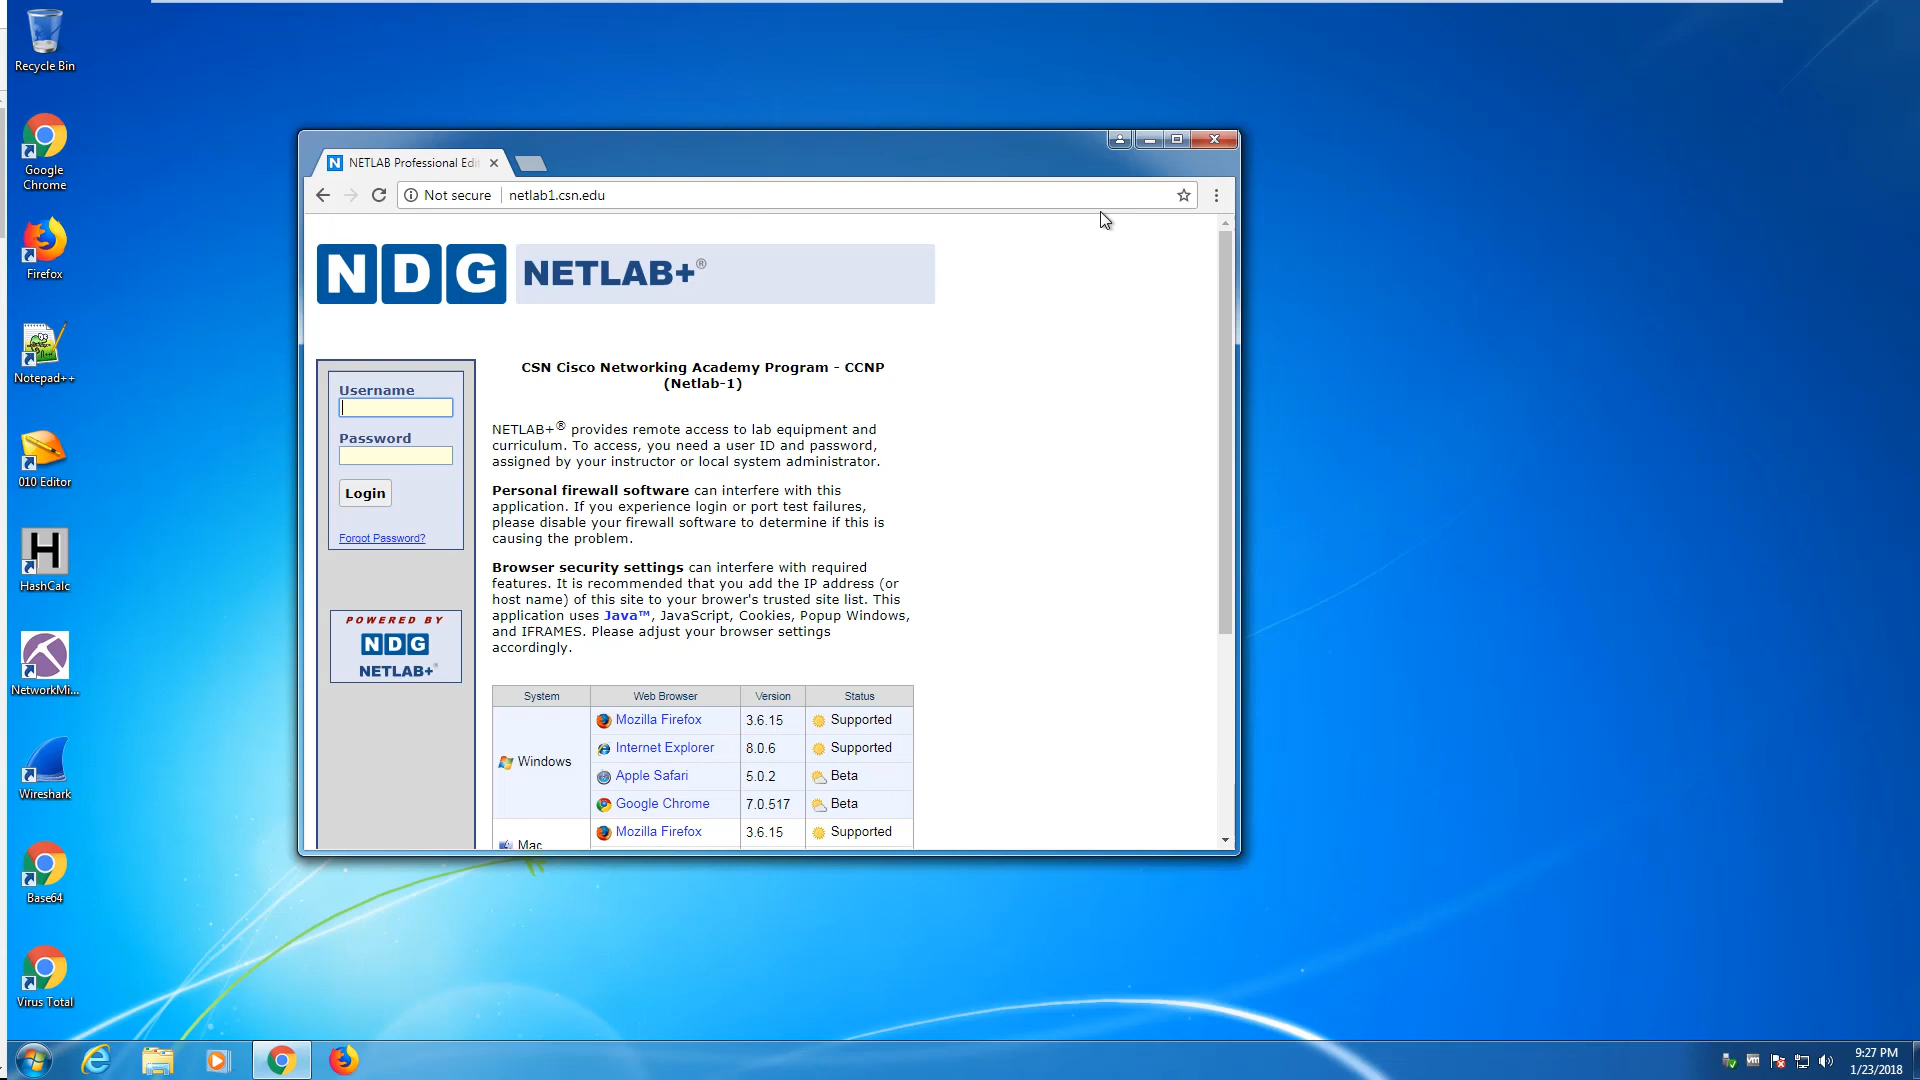 Recycle Bin
Google
Chrome
Firefox
Notepad++
010 Editor
HashCalc
NetworkMi...
Wireshark
Base64
Virus Total
NETLAB Professional Edi
Not secure
netlab1.csn.edu
NDG
NETLAB+®
Username
Password
Login
Forgot Password?
POWERED BY
NDG
NETLAB+®
CSN Cisco Networking Academy Program - CCNP
(Netlab-1)
NETLAB+® provides remote access to lab equipment and
curriculum. To access, you need a user ID and password,
assigned by your instructor or local system administrator.
Personal firewall software can interfere with this
application. If you experience login or port test failures,
please disable your firewall software to determine if this is
causing the problem.
Browser security settings can interfere with required
features. It is recommended that you add the IP address (or
host name) of this site to your brower's trusted site list. This
application uses Java™, JavaScript, Cookies, Popup Windows,
and IFRAMES. Please adjust your browser settings
accordingly.
System Web Browser Version Status
Windows
Mozilla Firefox 3.6.15 Supported
Internet Explorer 8.0.6 Supported
Apple Safari 5.0.2 Beta
Google Chrome 7.0.517 Beta
Mac
Mozilla Firefox 3.6.15 Supported
9:27 PM
1/23/2018